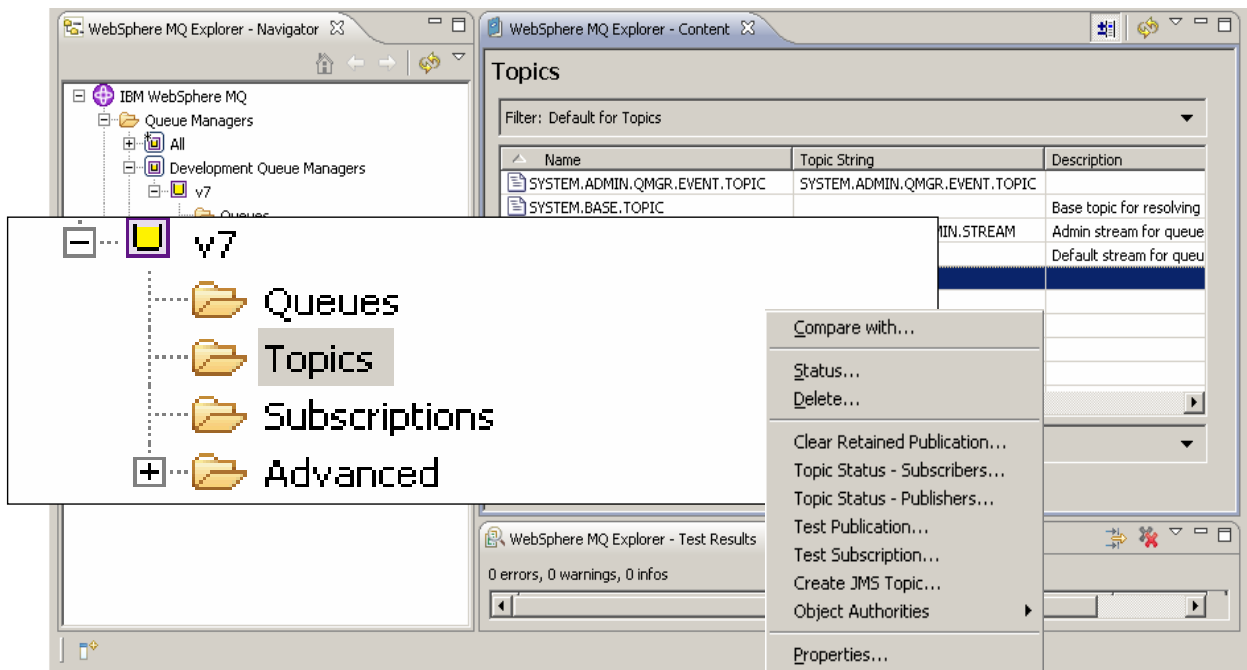 WebSphere MQ Explorer - Navigator
IBM WebSphere MQ
Queue Managers
All
Development Queue Managers
v7
Queues
v7
Queues
Topics
Subscriptions
Advanced
WebSphere MQ Explorer - Content
Topics
Filter: Default for Topics
Name Topic String Description
SYSTEM.ADMIN.QMGR.EVENT.TOPIC SYSTEM.ADMIN.QMGR.EVENT.TOPIC
SYSTEM.BASE.TOPIC Base topic for resolving
MIN.STREAM Admin stream for queue
Default stream for queu
Compare with...
Status...
Delete...
Clear Retained Publication...
Topic Status - Subscribers...
Topic Status - Publishers...
Test Publication...
Test Subscription...
Create JMS Topic...
Object Authorities
Properties...
WebSphere MQ Explorer - Test Results
0 errors, 0 warnings, 0 infos